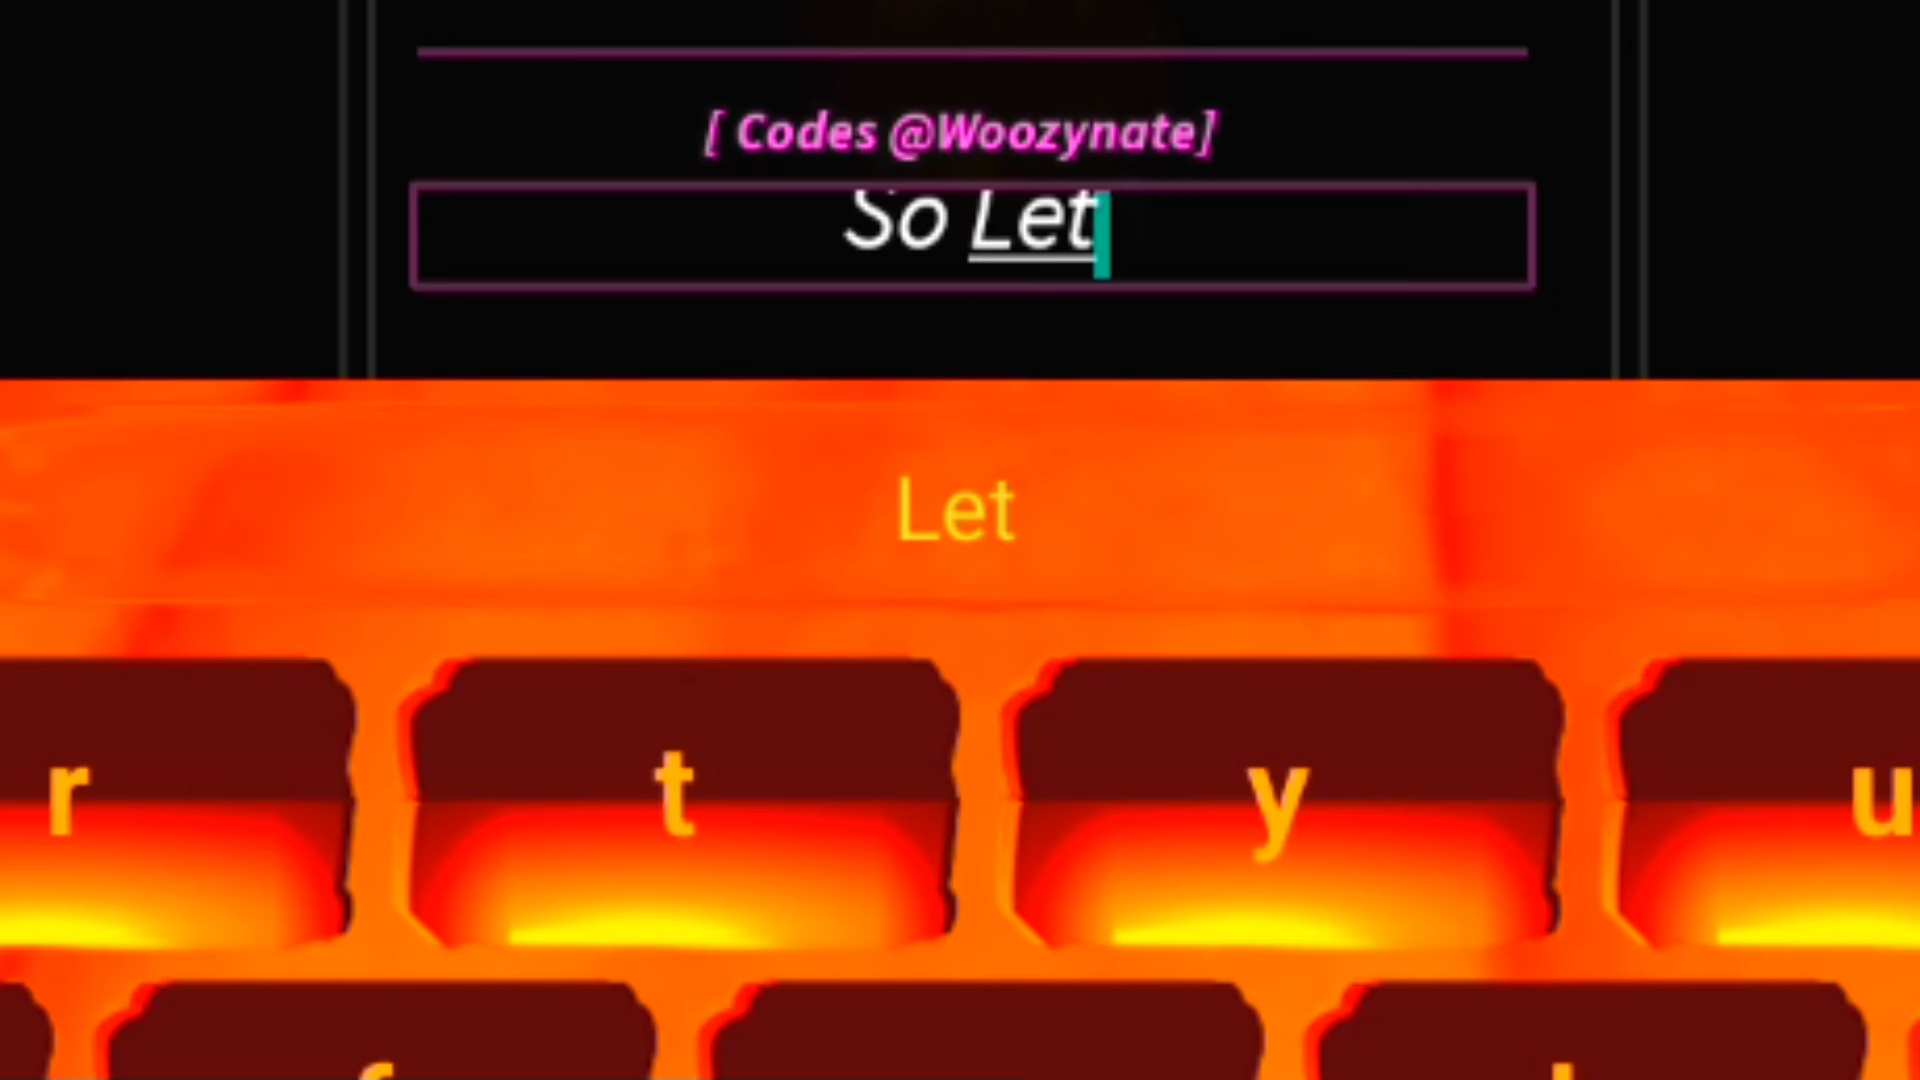 [ Codes @Woozynate]
So Let
Let
r t y u
f